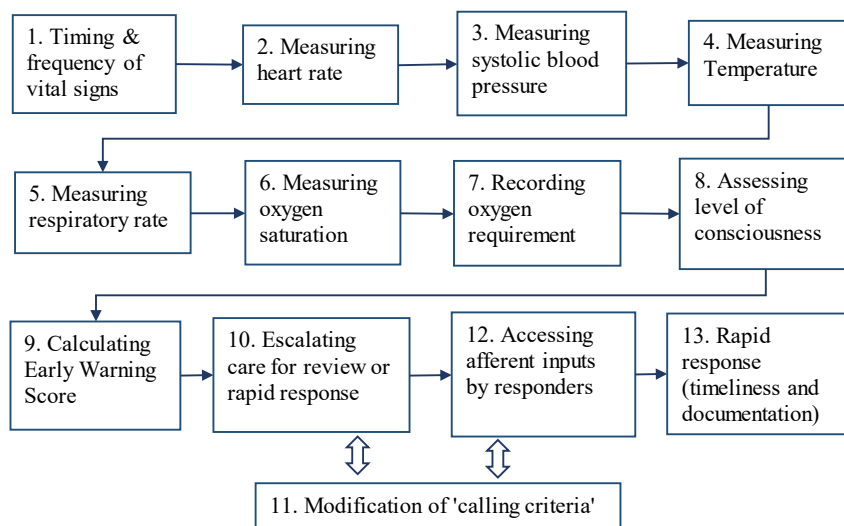 1. Timing &
frequency of
vital signs
2. Measuring
heart rate
3. Measuring
systolic blood
pressure
4. Measuring
Temperature
5. Measuring
respiratory rate
6. Measuring
oxygen
saturation
7. Recording
oxygen
requirement
8. Assessing
level of
consciousness
9. Calculating
Early Warning
Score
10. Escalating
care for review or
rapid response
12. Accessing
afferent inputs
by responders
13. Rapid
response
(timeliness and
documentation)
11. Modification of 'calling criteria'